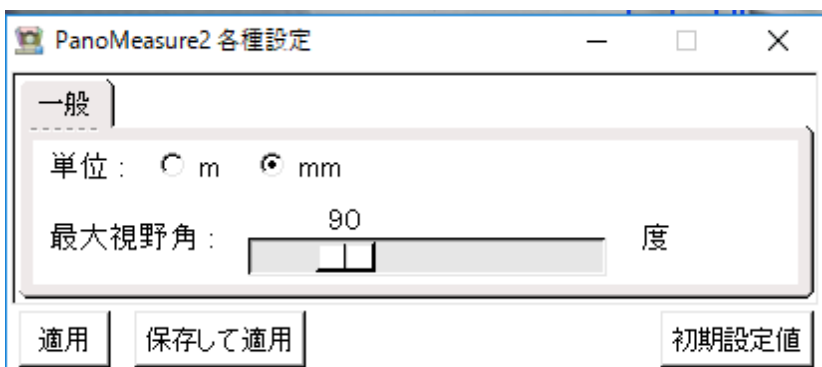 PanoMeasure2 各種設定
一般
単位 : m mm
90
最大視野角 : 度
適用 保存して適用 初期設定値